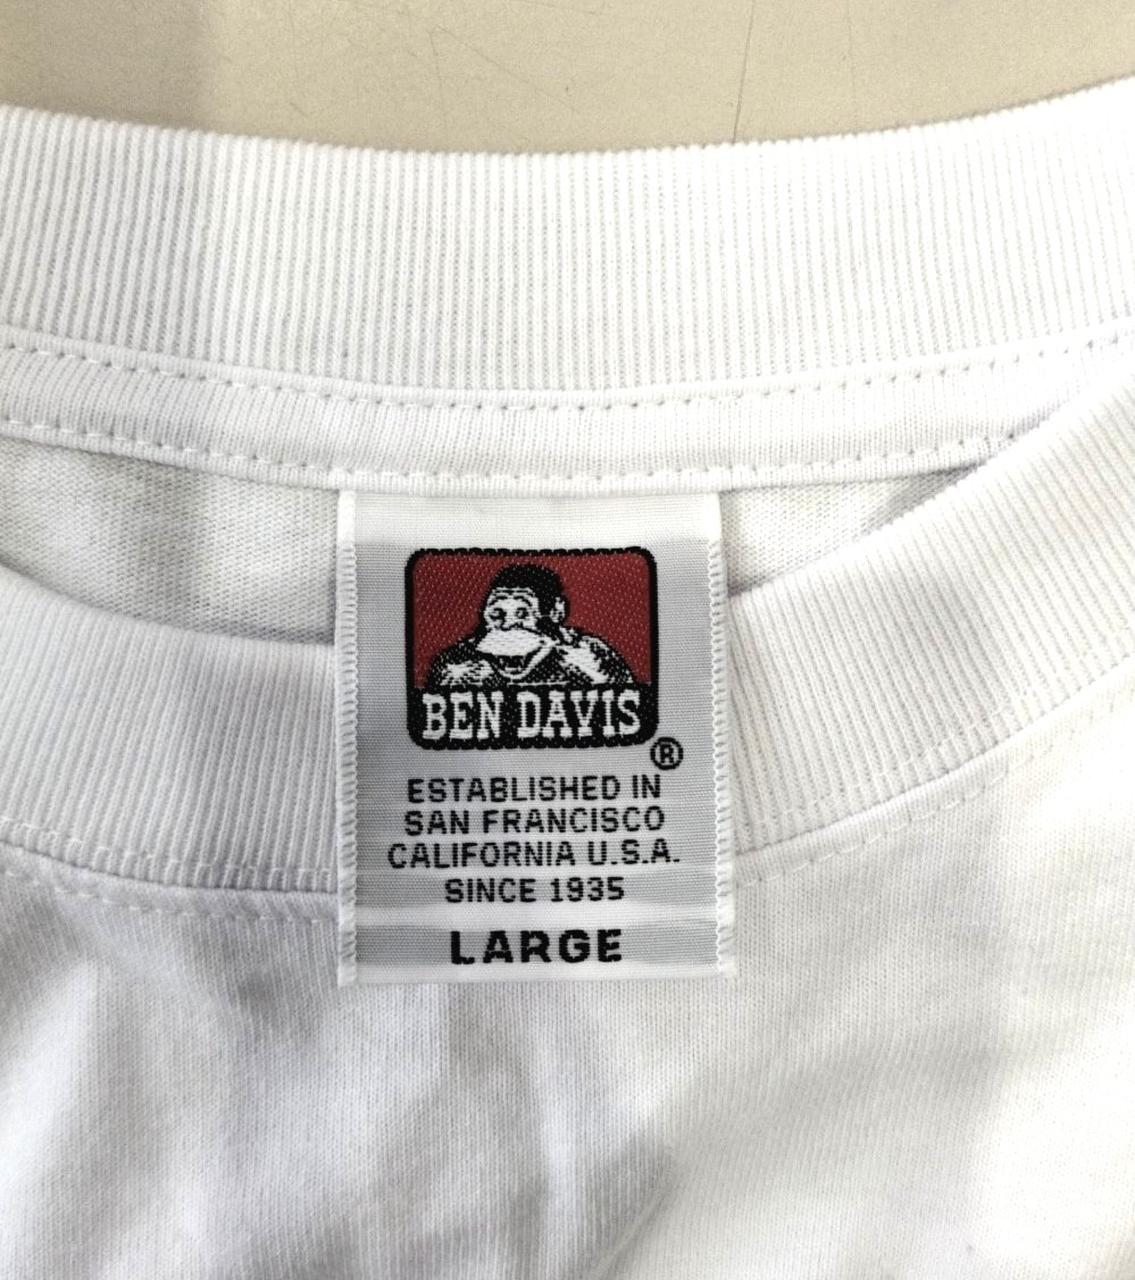 BEN DAVIS
®
ESTABLISHED IN
SAN FRANCISCO
CALIFORNIA U.S.A.
SINCE 1935
LARGE